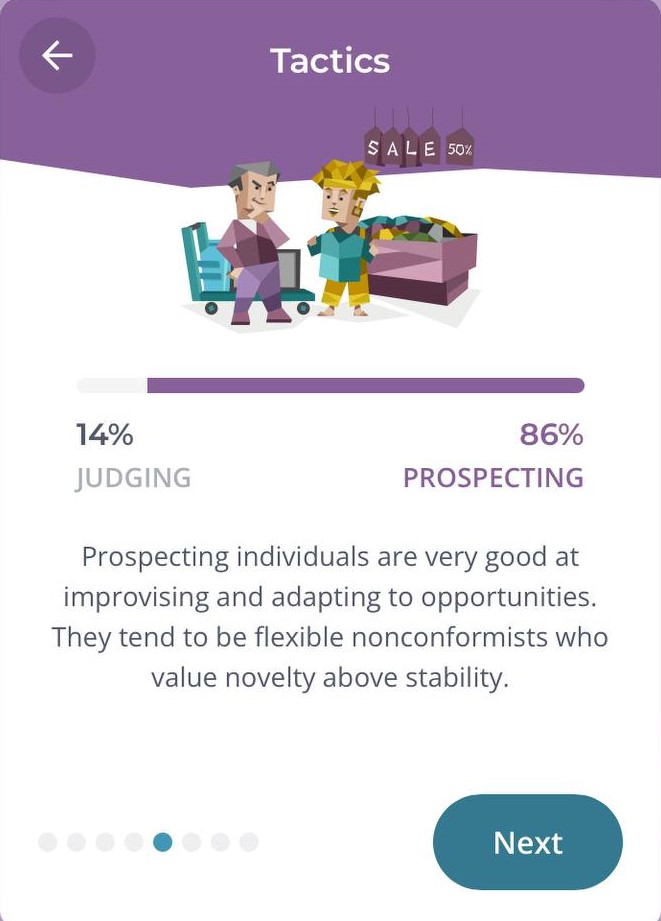 Tactics
SALE 50%
14%
86%
JUDGING
PROSPECTING
Prospecting individuals are very good at
improvising and adapting to opportunities.
They tend to be flexible nonconformists who
value novelty above stability.
Next